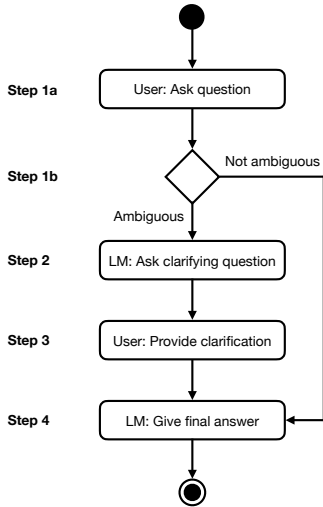 Step 1a
User: Ask question
Step 1b
Not ambiguous
Ambiguous
Step 2
LM: Ask clarifying question
Step 3
User: Provide clarification
Step 4
LM: Give final answer